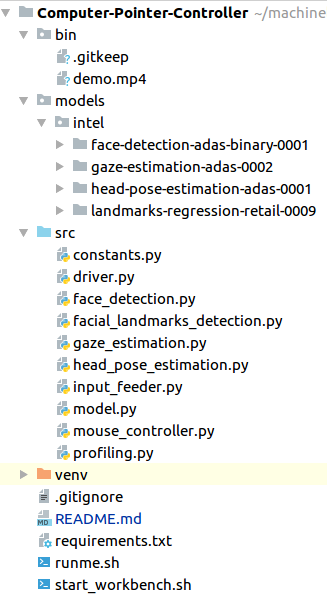 Computer-Pointer-Controller ~/machine
bin
.gitkeep
demo.mp4
models
intel
face-detection-adas-binary-0001
gaze-estimation-adas-0002
head-pose-estimation-adas-0001
landmarks-regression-retail-0009
src
constants.py
driver.py
face_detection.py
facial_landmarks_detection.py
gaze_estimation.py
head_pose_estimation.py
input_feeder.py
model.py
mouse_controller.py
profiling.py
venv
.gitignore
MD README.md
requirements.txt
runme.sh
start_workbench.sh